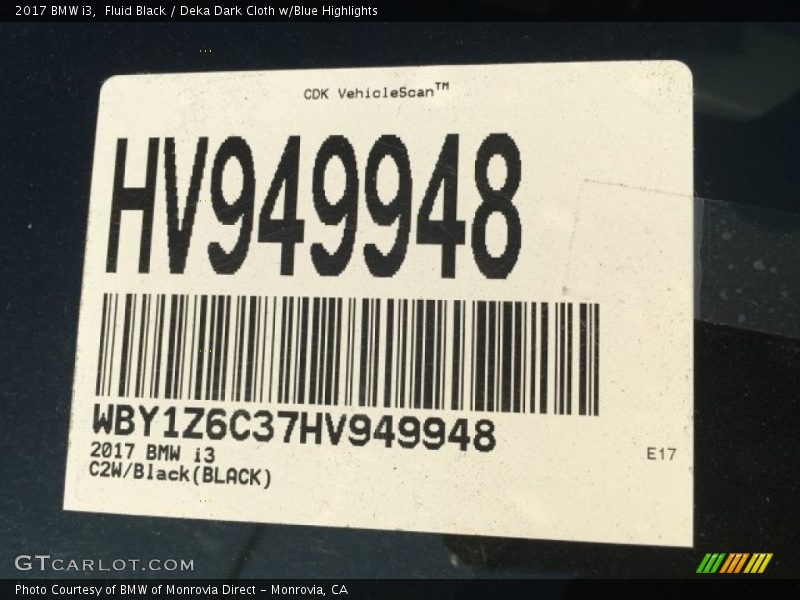 2017 BMW i3,  Fluid Black / Deka Dark Cloth w/Blue Highlights
CDK VehicleScan™
HV949948
WBY1Z6C37HV949948
2017 BMW i3
C2W/Black(BLACK)
E17
GTCARLOT.COM
Photo Courtesy of BMW of Monrovia Direct - Monrovia, CA